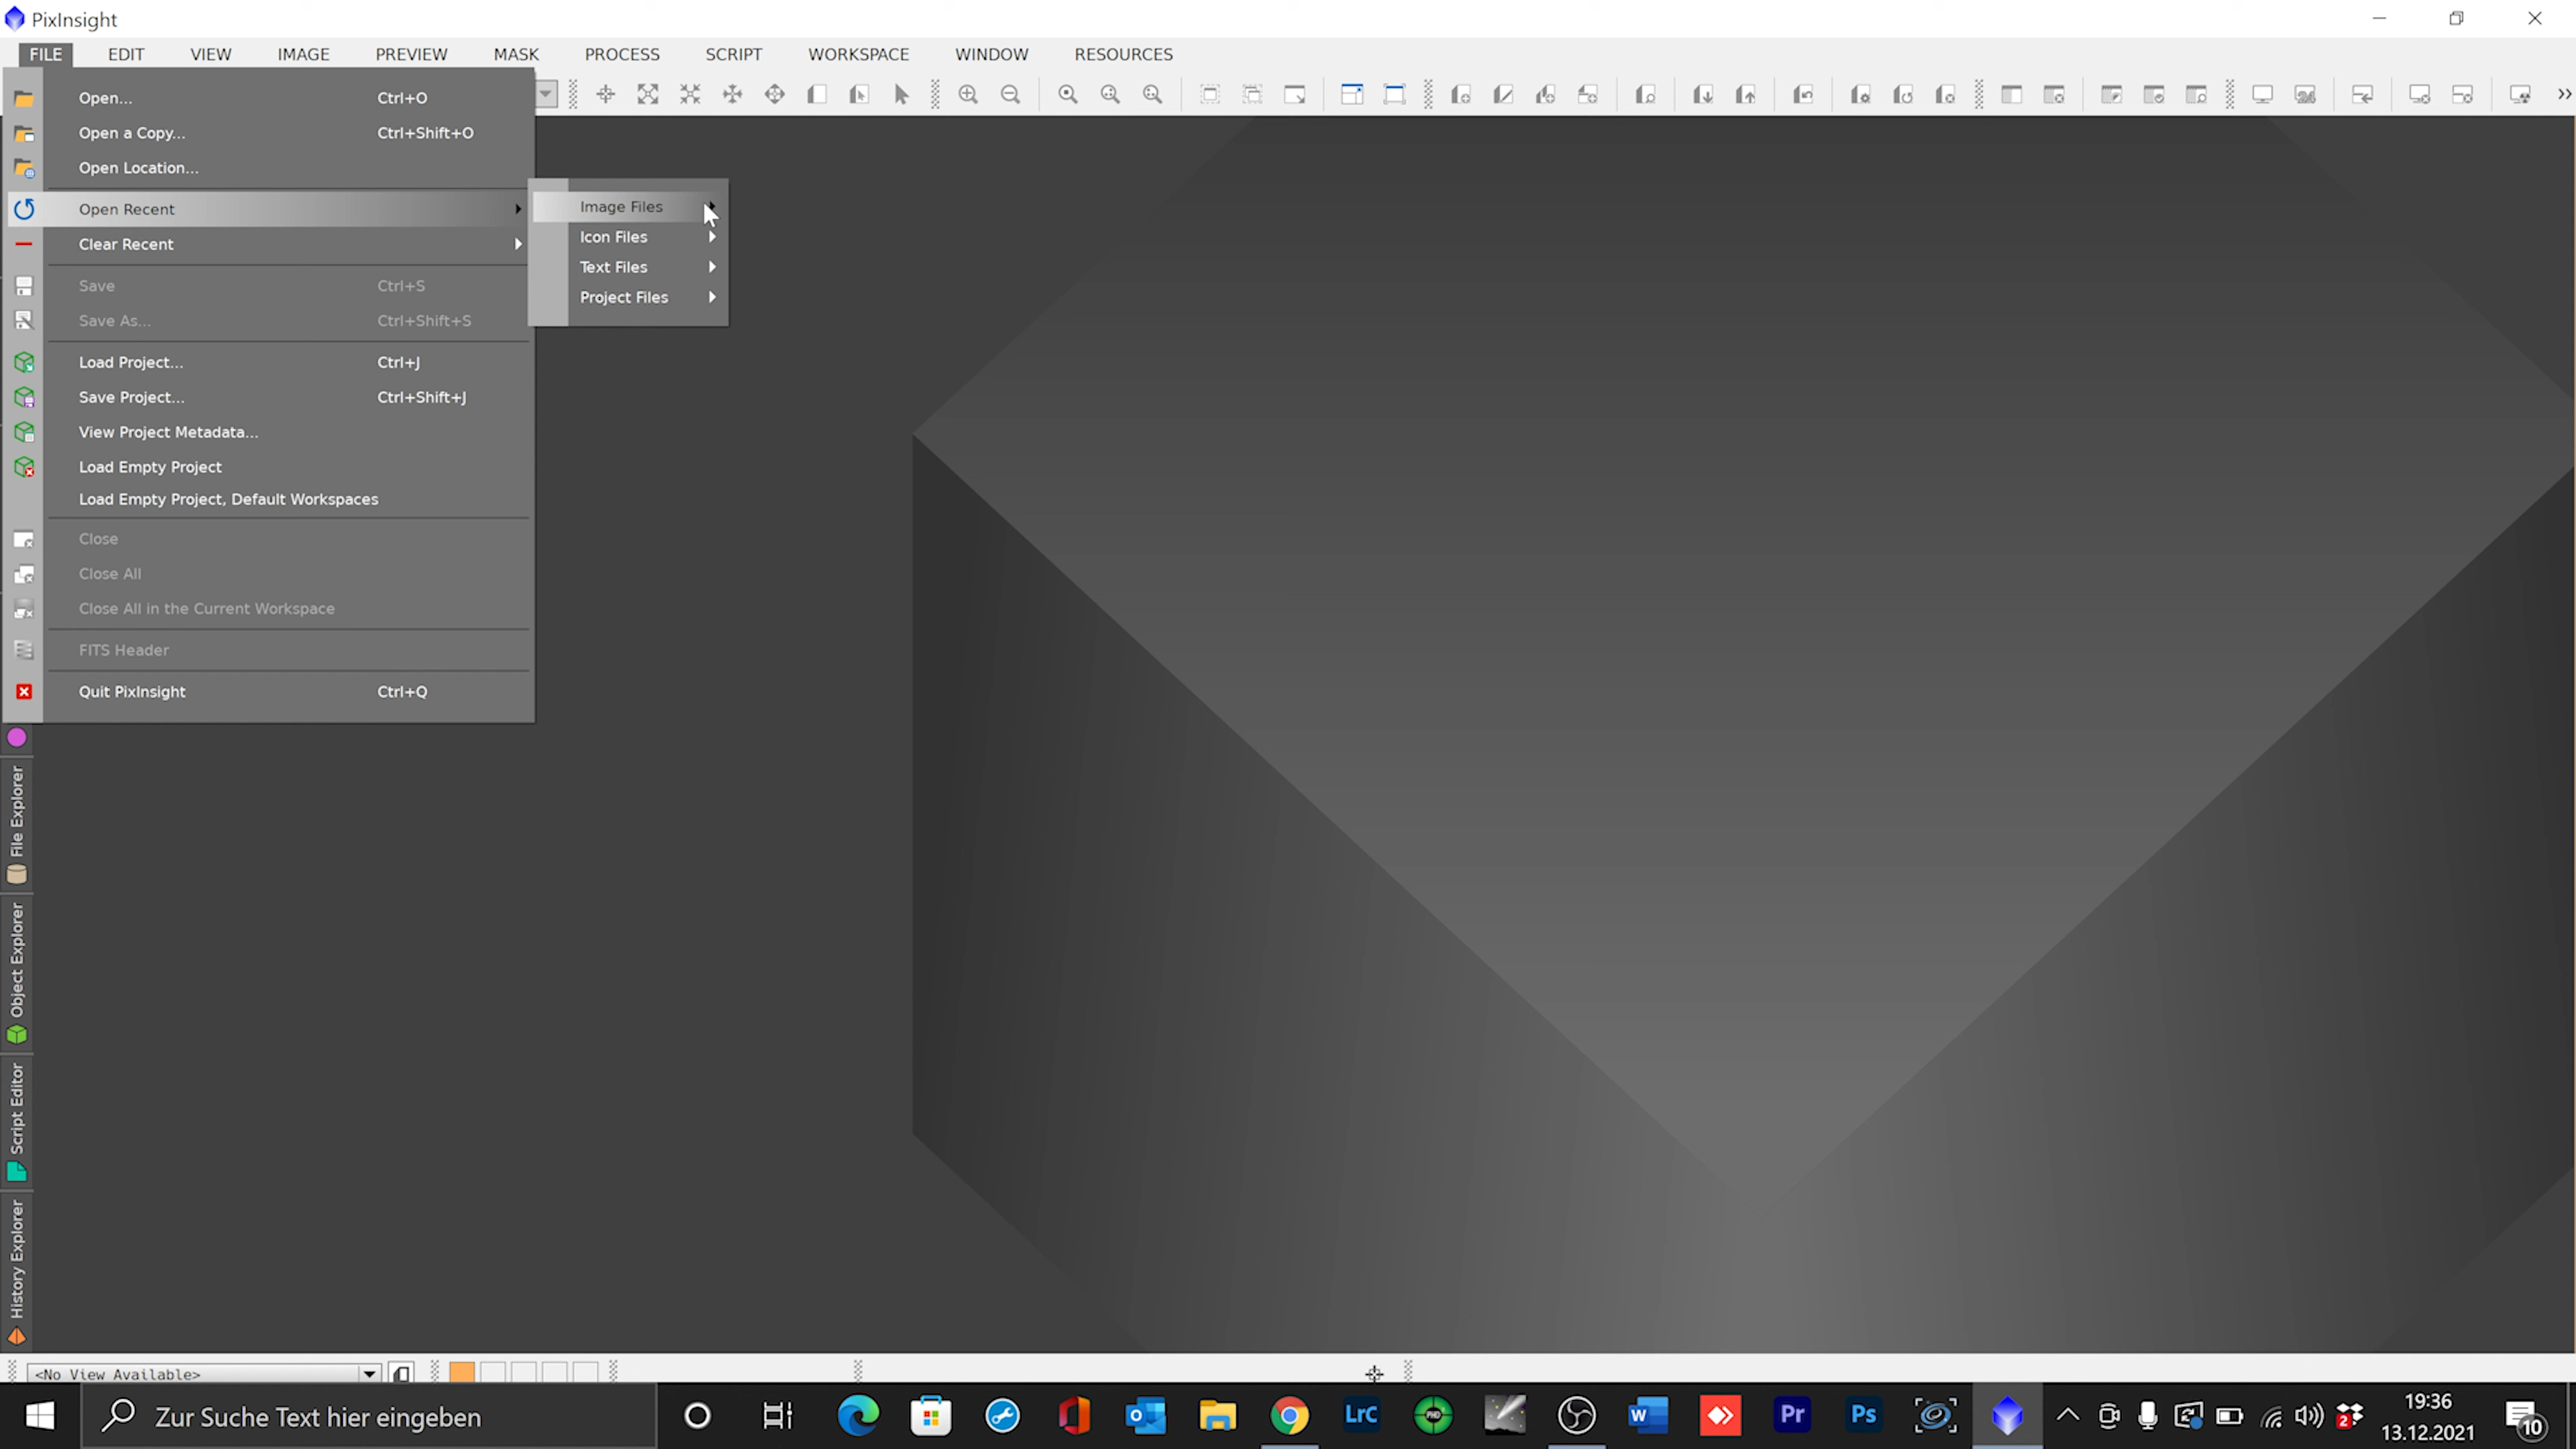 PixInsight
FILE EDIT VIEW IMAGE PREVIEW MASK PROCESS SCRIPT WORKSPACE WINDOW RESOURCES
Open... Ctrl+O
Open a Copy... Ctrl+Shift+O
Open Location...
Open Recent
Clear Recent
Save Ctrl+S
Save As... Ctrl+Shift+S
Load Project... Ctrl+J
Save Project... Ctrl+Shift+J
View Project Metadata...
Load Empty Project
Load Empty Project, Default Workspaces
Close
Close All
Close All in the Current Workspace
FITS Header
Quit PixInsight Ctrl+Q
Image Files
Icon Files
Text Files
Project Files
File Explorer
Object Explorer
Script Editor
History Explorer
<No View Available>
Zur Suche Text hier eingeben
LrC
PHD
Pr
Ps
2
19:36
13.12.2021
10